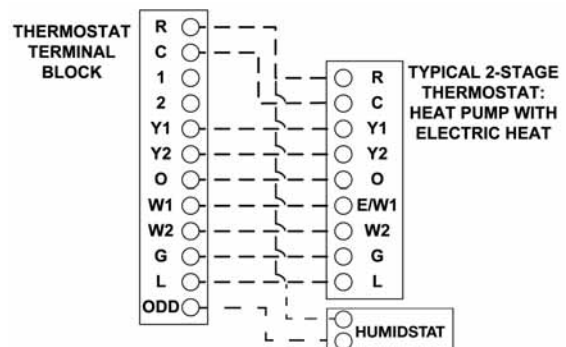 THERMOSTAT
TERMINAL
BLOCK
R
C
1
2
Y1
Y2
O
W1
W2
G
L
ODD
R
C
Y1
Y2
O
E/W1
W2
G
L
TYPICAL 2-STAGE
THERMOSTAT:
HEAT PUMP WITH
ELECTRIC HEAT
HUMIDSTAT